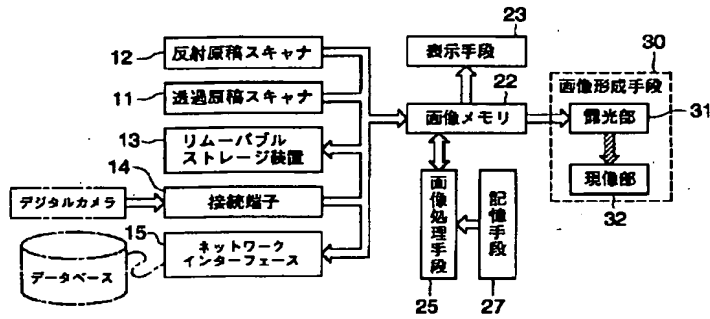 23
表示手段
30
画像形成手段
12
反射原稿スキャナ
22
11
透過原稿スキャナ
画像メモリ
露光部
31
13
リムーバブル
ストレージ装置
14
デジタルカメラ
接続端子
画像処理手段
記憶手段
現像部
32
15
ネットワーク
インターフェース
データベース
25
27